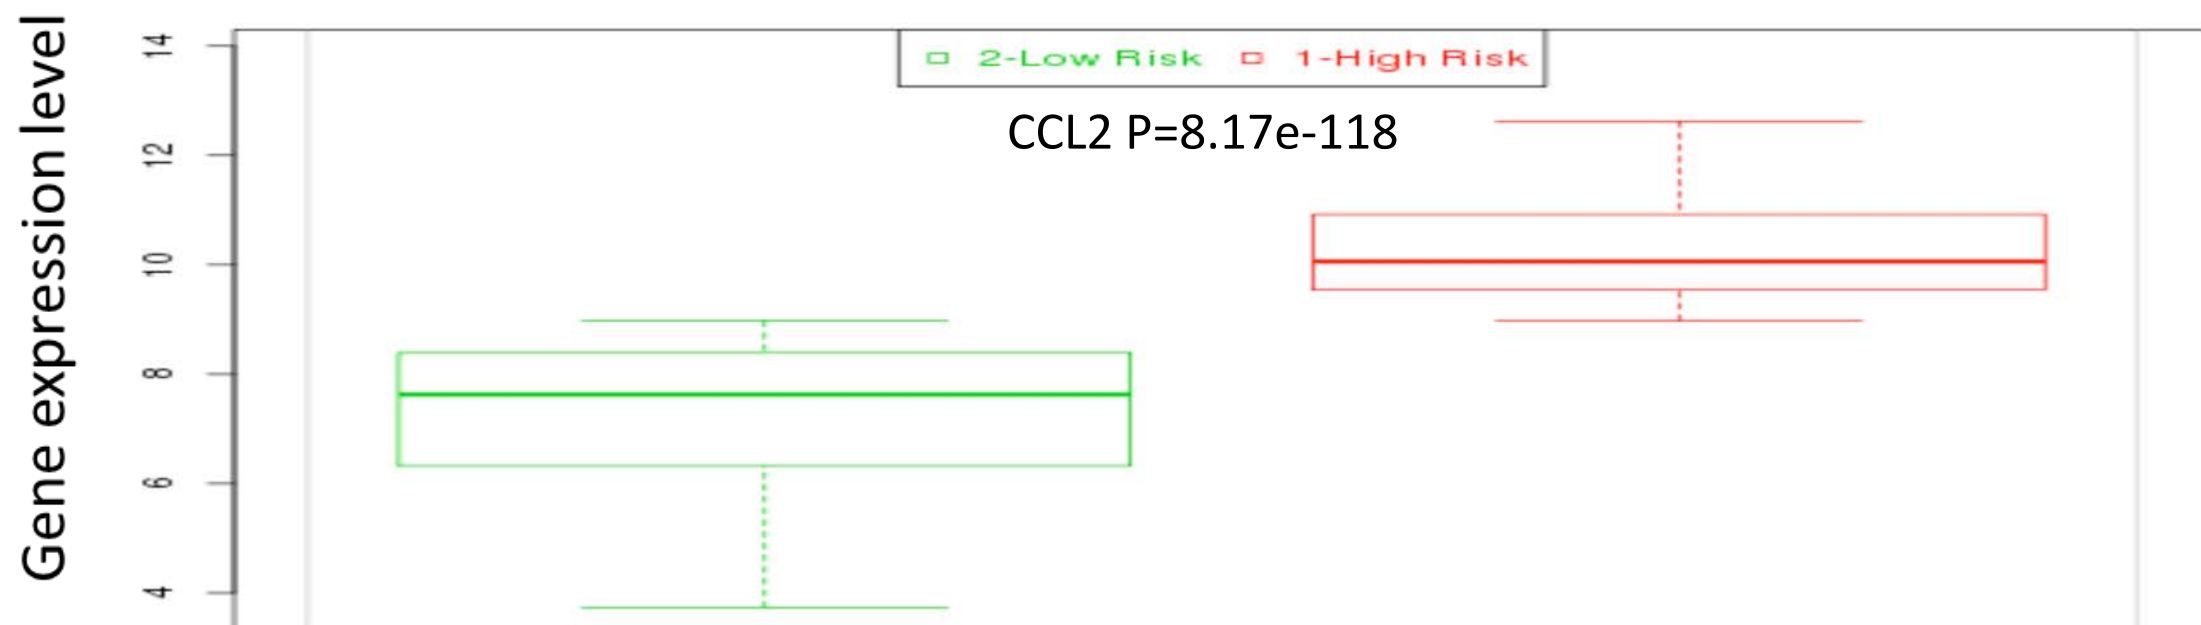 Gene expression level
14
12
10
8
6
4
2-Low Risk 1-High Risk
CCL2 P=8.17e-118